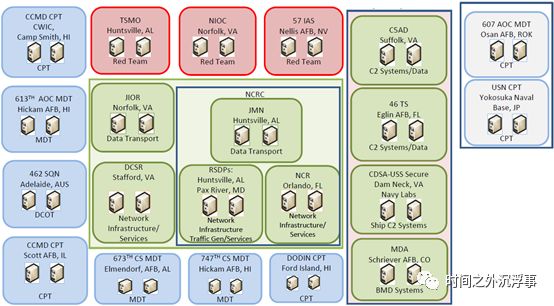 CCMD CPT
CWIC,
Camp Smith, HI
CPT
TSMO
Huntsville, AL
Red Team
NIOC
Norfolk, VA
Red Team
57 IAS
Nellis AFB, NV
Red Team
CSAD
Suffolk, VA
C2 Systems/Data
607 AOC MDT
Osan AFB, ROK
CPT
USN CPT
Yokosuka Naval
Base, JP
CPT
613TH AOC MDT
Hickam AFB, HI
MDT
JIOR
Norfolk, VA
Data Transport
NCRC
JMN
Huntsville, AL
Data Transport
46 TS
Eglin AFB, FL
C2 Systems/Data
462 SQN
Adelaide, AUS
DCOT
DCSR
Stafford, VA
Network
Infrastructure/
Services
RSDPs:
Huntsville, AL
Pax River, MD
Network
Infrastructure
Traffic Gen/Services
NCR
Orlando, FL
Network
Infrastructure
/Services
CDSA-USS Secure
Dam Neck, VA
Navy Labs
Ship C2 Systems
CCMD CPT
Scott AFB, IL
CPT
673TH CS MDT
Elmendorf, AFB, AL
MDT
747TH CS MDT
Hickam AFB, HI
MDT
DODIN CPT
Ford Island, HI
CPT
MDA
Schriever AFB, CO
BMD Systems
时间之外沉浮事